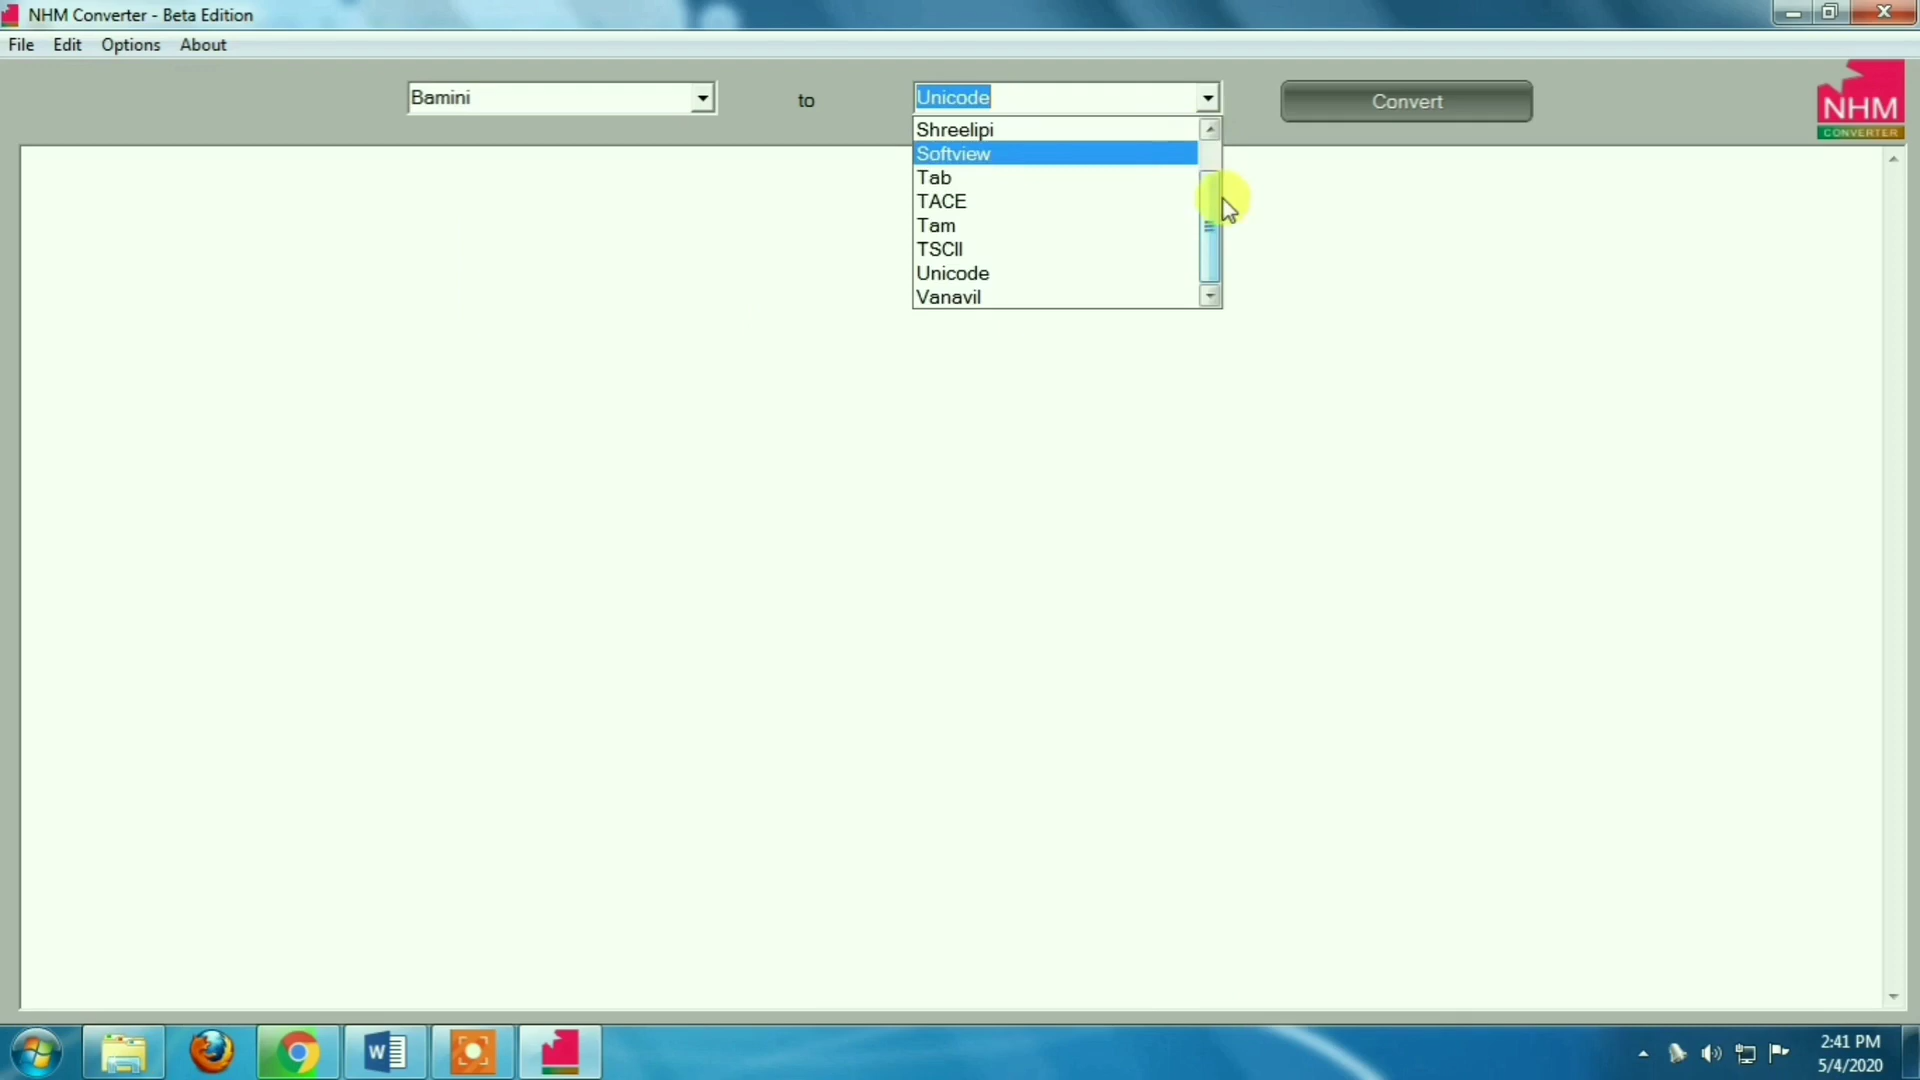 NHM Converter - Beta Edition
File Edit Options About
Bamini to Unicode Convert
NHM
CONVERTER
Shreelipi
Softview
Tab
TACE
Tam
TSCII
Unicode
Vanavil
2:41 PM
5/4/2020